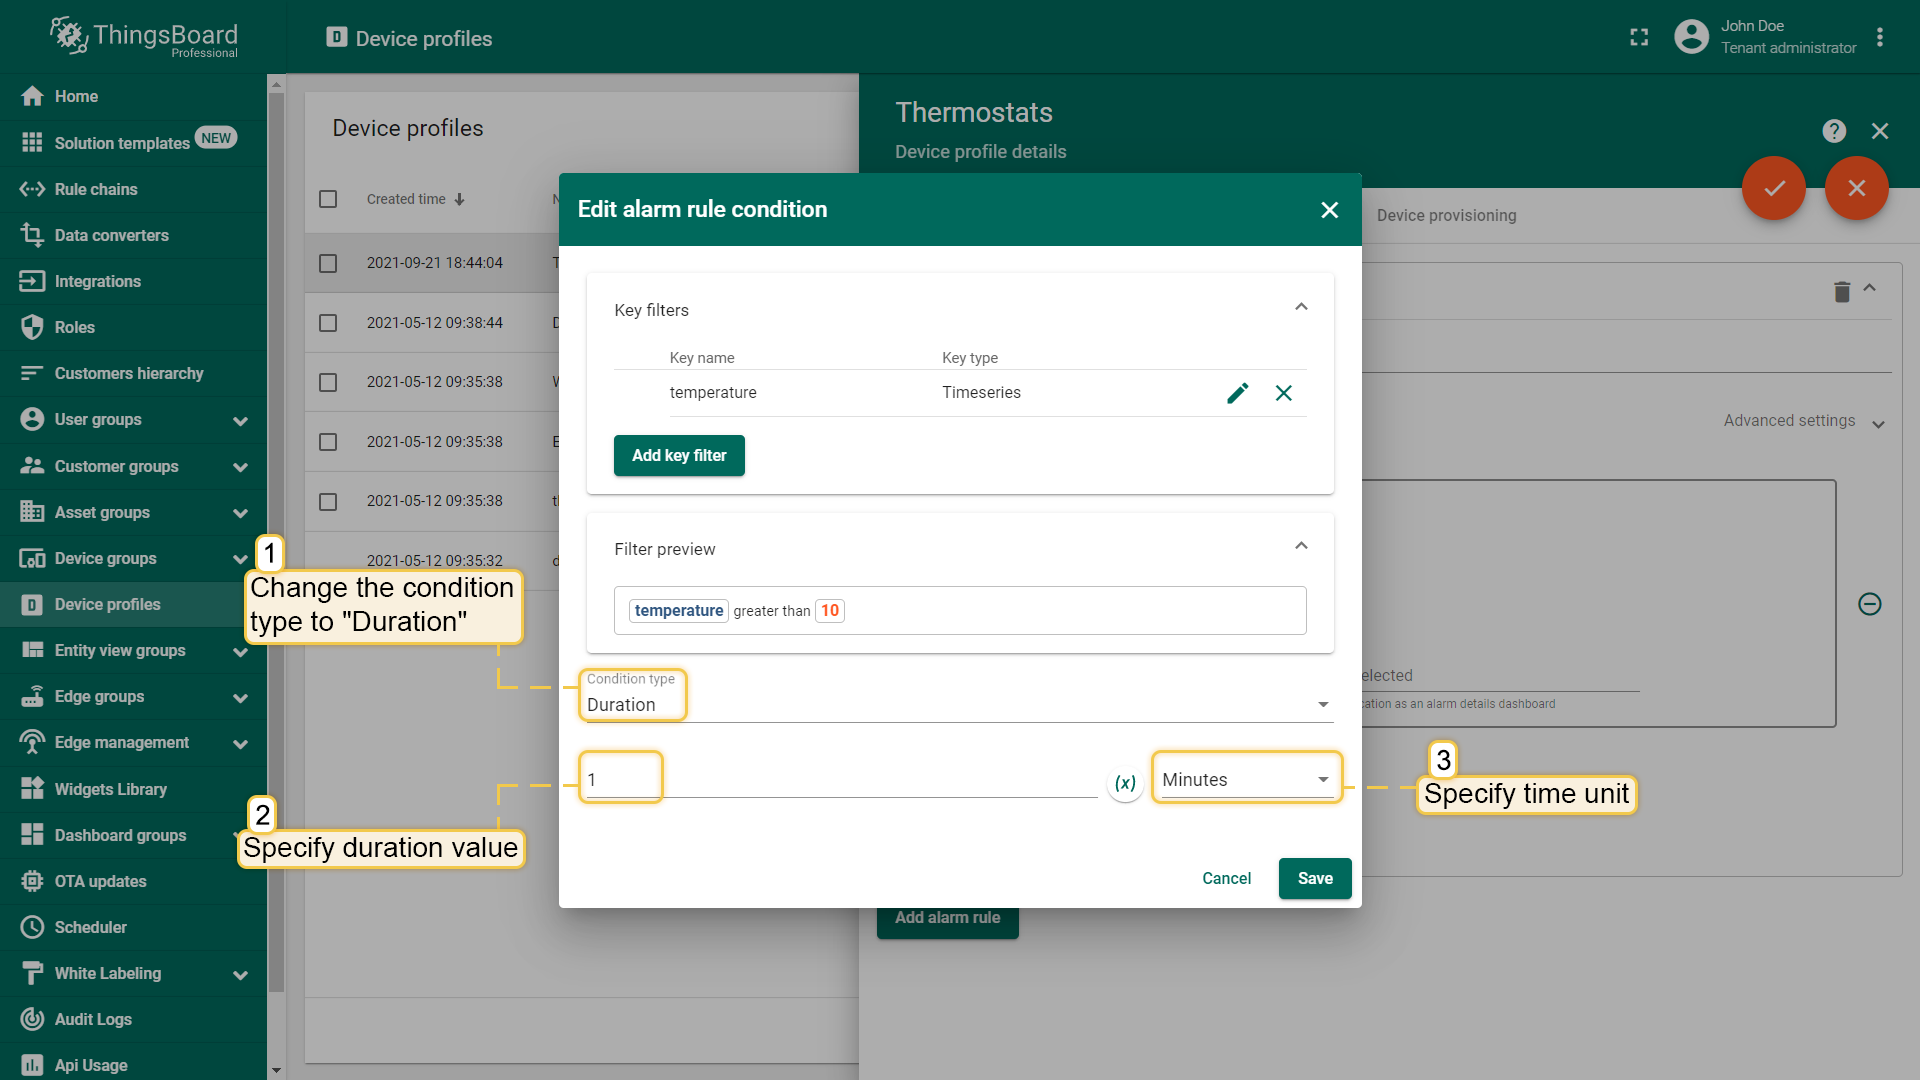 ThingsBoard
Professional
Device profiles
John Doe
Tenant administrator
Home
Solution templates NEW
Rule chains
Data converters
Integrations
Roles
Customers hierarchy
User groups
Customer groups
Asset groups
Device groups
Device profiles
Entity view groups
Edge groups
Edge management
Widgets Library
Dashboard groups
OTA updates
Scheduler
White Labeling
Audit Logs
Api Usage
Device profiles
Created time
2021-09-21 18:44:04
2021-05-12 09:38:44
2021-05-12 09:35:38
2021-05-12 09:35:38
2021-05-12 09:35:38
2021-05-12 09:35:32
Thermostats
Device profile details
Device provisioning
Advanced settings
elected
cation as an alarm details dashboard
Add alarm rule
Edit alarm rule condition
Key filters
Key name Key type
temperature Timeseries
Add key filter
Filter preview
temperature greater than 10
Condition type
Duration
1 (x) Minutes
Cancel Save
1
Change the condition
type to "Duration"
2
Specify duration value
3
Specify time unit